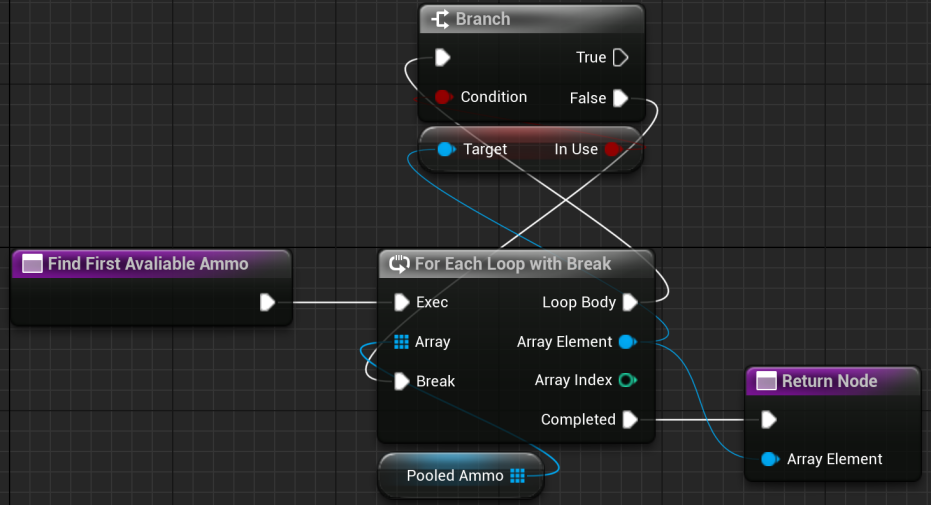 Branch
True
Condition
False
Target
In Use
Find First Avaliable Ammo
For Each Loop with Break
Exec
Loop Body
Array
Array Element
Break
Array Index
Completed
Return Node
Array Element
Pooled Ammo